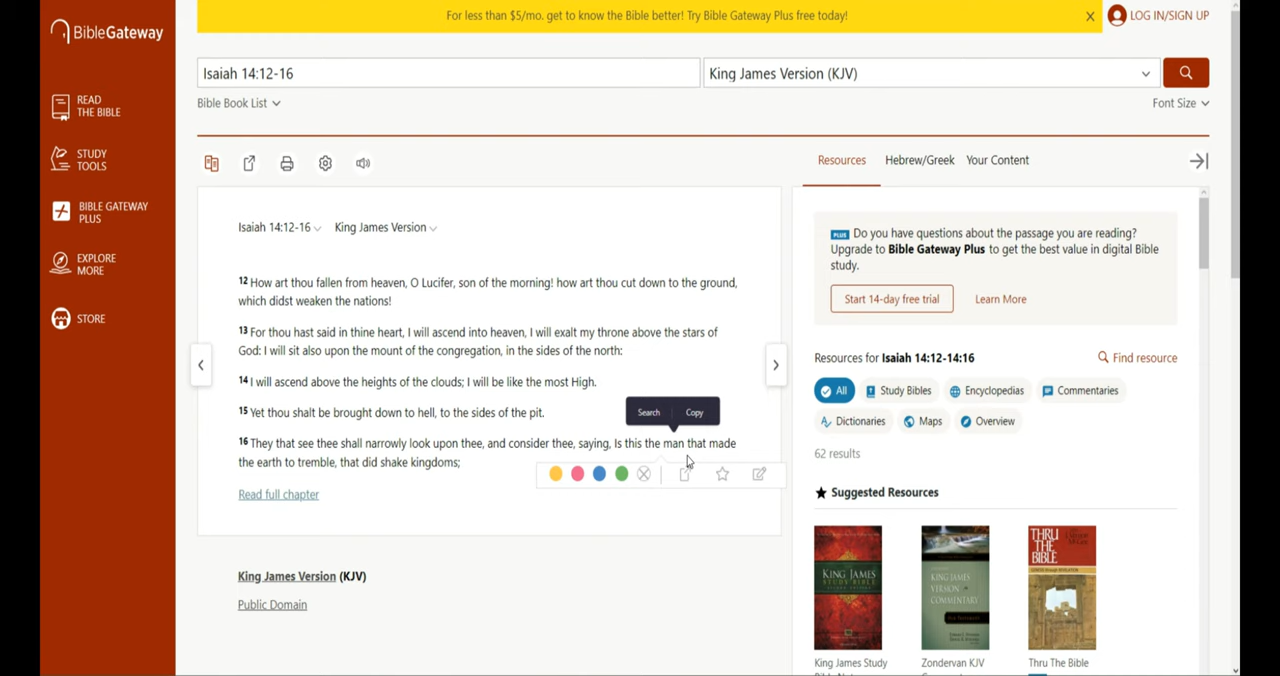 BibleGateway
READ
THE BIBLE
STUDY
TOOLS
BIBLE GATEWAY
PLUS
EXPLORE
MORE
STORE
For less than $5/mo. get to know the Bible better! Try Bible Gateway Plus free today!
LOG IN/SIGN UP
Isaiah 14:12-16
King James Version (KJV)
Bible Book List
Font Size
Isaiah 14:12-16 King James Version
12 How art thou fallen from heaven, O Lucifer, son of the morning! how art thou cut down to the ground,
which didst weaken the nations!
13 For thou hast said in thine heart, I will ascend into heaven, I will exalt my throne above the stars of
God: I will sit also upon the mount of the congregation, in the sides of the north:
14 I will ascend above the heights of the clouds; I will be like the most High.
15 Yet thou shalt be brought down to hell, to the sides of the pit.
Search Copy
16 They that see thee shall narrowly look upon thee, and consider thee, saying, Is this the man that made
the earth to tremble, that did shake kingdoms;
Read full chapter
King James Version (KJV)
Public Domain
Resources Hebrew/Greek Your Content
PLUS Do you have questions about the passage you are reading?
Upgrade to Bible Gateway Plus to get the best value in digital Bible
study.
Start 14-day free trial Learn More
Resources for Isaiah 14:12-14:16
Find resource
All Study Bibles Encyclopedias Commentaries
Dictionaries Maps Overview
62 results
Suggested Resources
KING JAMES
STUDY BIBLE
KING JAMES
VERSION
COMMENTARY
THRU
THE
BIBLE
King James Study
Zondervan KJV
Thru The Bible